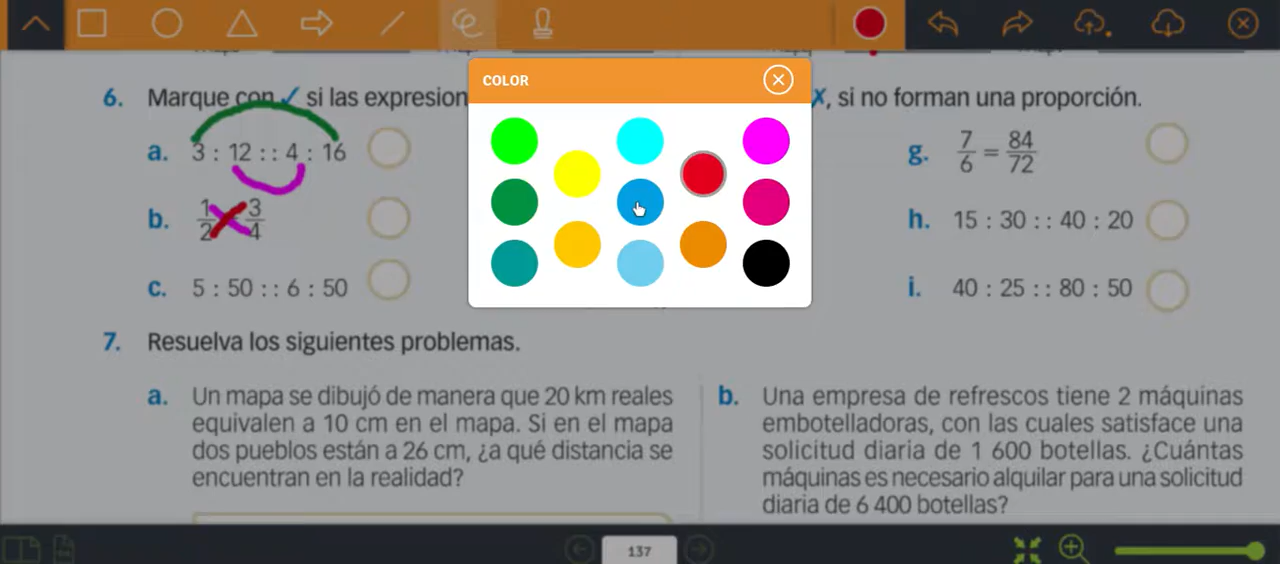 COLOR
6. Marque con ✓ si las expresion
✗, si no forman una proporción.
a. 3 : 12 : : 4 : 16
b. 1/2 3/4
c. 5 : 50 : : 6 : 50
g. 7/6 = 84/72
h. 15 : 30 : : 40 : 20
i. 40 : 25 : : 80 : 50
7. Resuelva los siguientes problemas.
a. Un mapa se dibujó de manera que 20 km reales
equivalen a 10 cm en el mapa. Si en el mapa
dos pueblos están a 26 cm, ¿a qué distancia se
encuentran en la realidad?
b. Una empresa de refrescos tiene 2 máquinas
embotelladoras, con las cuales satisface una
solicitud diaria de 1 600 botellas. ¿Cuántas
máquinas es necesario alquilar para una solicitud
diaria de 6 400 botellas?
137